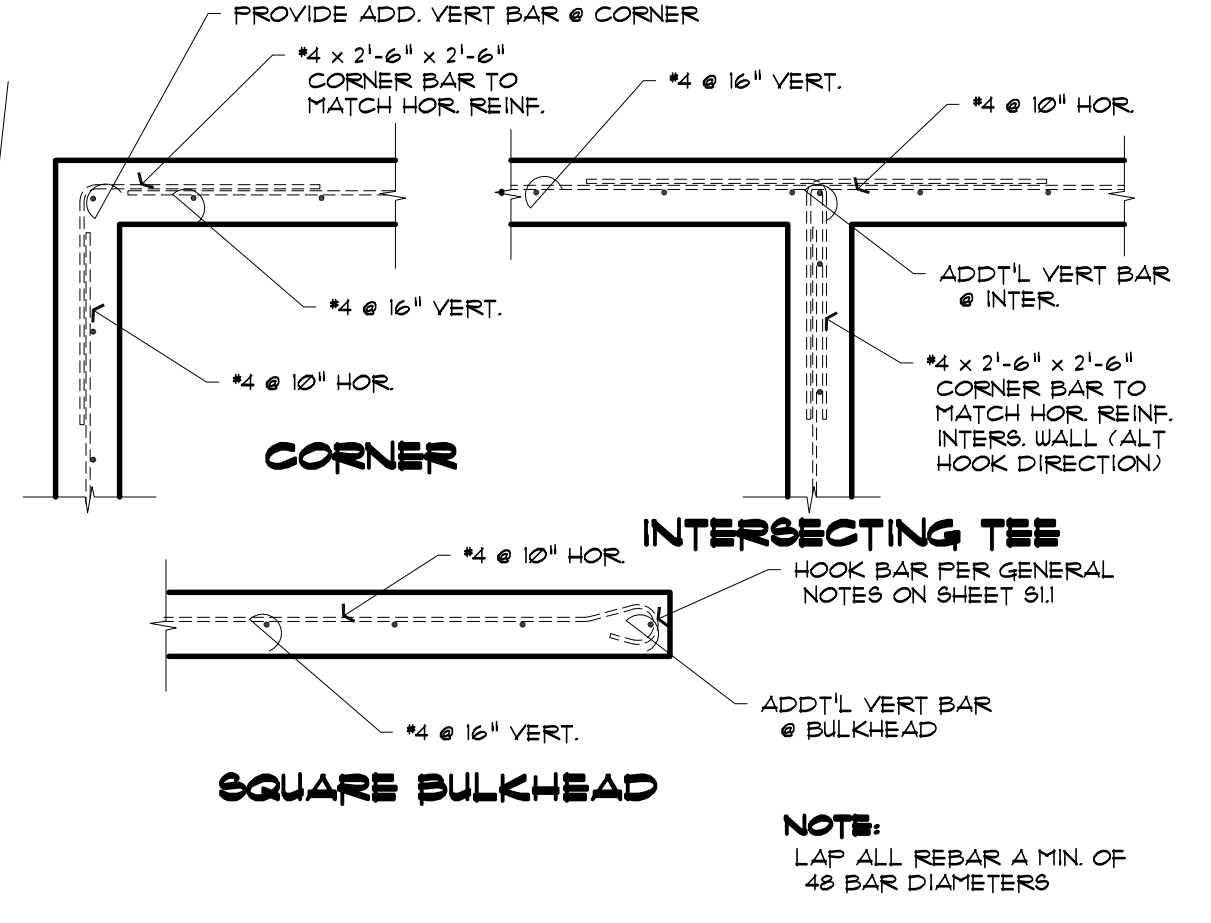 PROVIDE ADD. VERT BAR @ CORNER
#4 x 2'-6" x 2'-6"
CORNER BAR TO
MATCH HOR. REINF.
#4 @ 16" VERT.
#4 @ 10" HOR.
#4 @ 16" VERT.
#4 @ 10" HOR.
CORNER
ADDT'L VERT BAR
@ INTER.
#4 x 2'-6" x 2'-6"
CORNER BAR TO
MATCH HOR. REINF.
INTERS. WALL (ALT
HOOK DIRECTION)
INTERSECTING TEE
#4 @ 10" HOR.
HOOK BAR PER GENERAL
NOTES ON SHEET S1.1
#4 @ 16" VERT.
ADDT'L VERT BAR
@ BULKHEAD
SQUARE BULKHEAD
NOTE:
LAP ALL REBAR A MIN. OF
48 BAR DIAMETERS